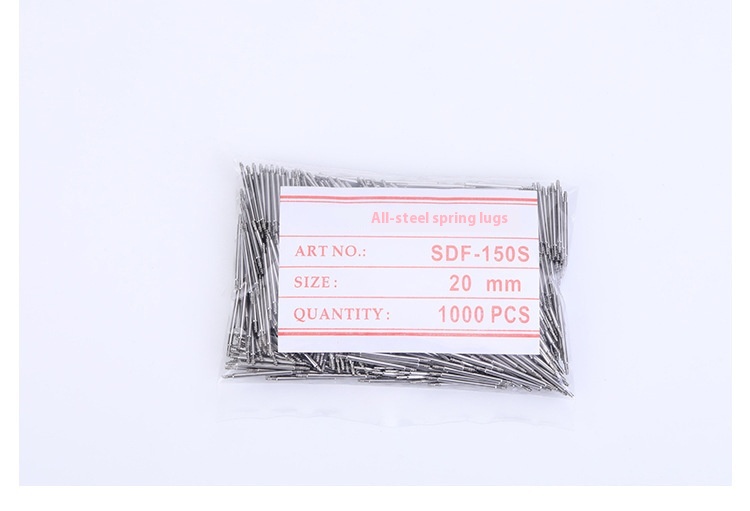 All-steel spring lugs
ART NO.: SDF-150S
SIZE: 20 mm
QUANTITY: 1000 PCS